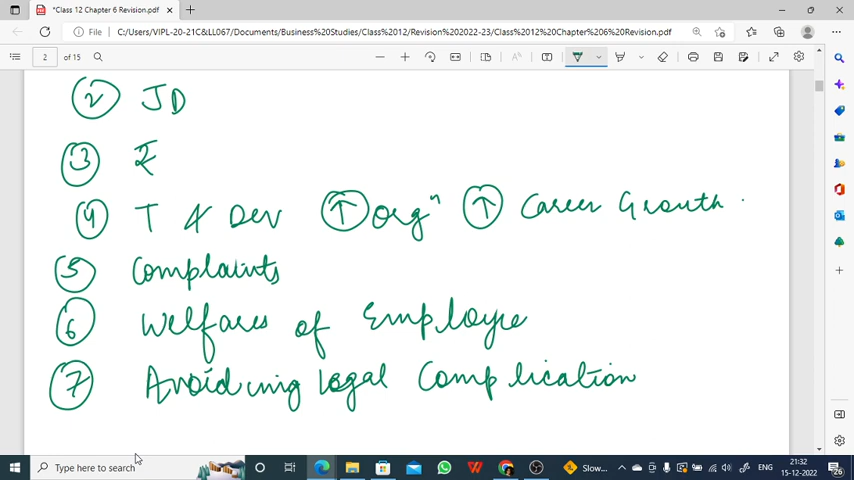 *Class 12 Chapter 6 Revision.pdf
File C:/Users/VIPL-20-21C&LL067/Documents/Business%20Studies/Class%2012/Revision%202022-23/Class%2012%20Chapter%206%20Revision.pdf
2 of 15
2 JD
3 ₹
4 T & Dev ↑ orgⁿ ↑ Career Growth
5 Complaints
6 Welfares of Employee
7 Avoiding legal Complication
Type here to search
Slow... ENG 21:32
15-12-2022 26